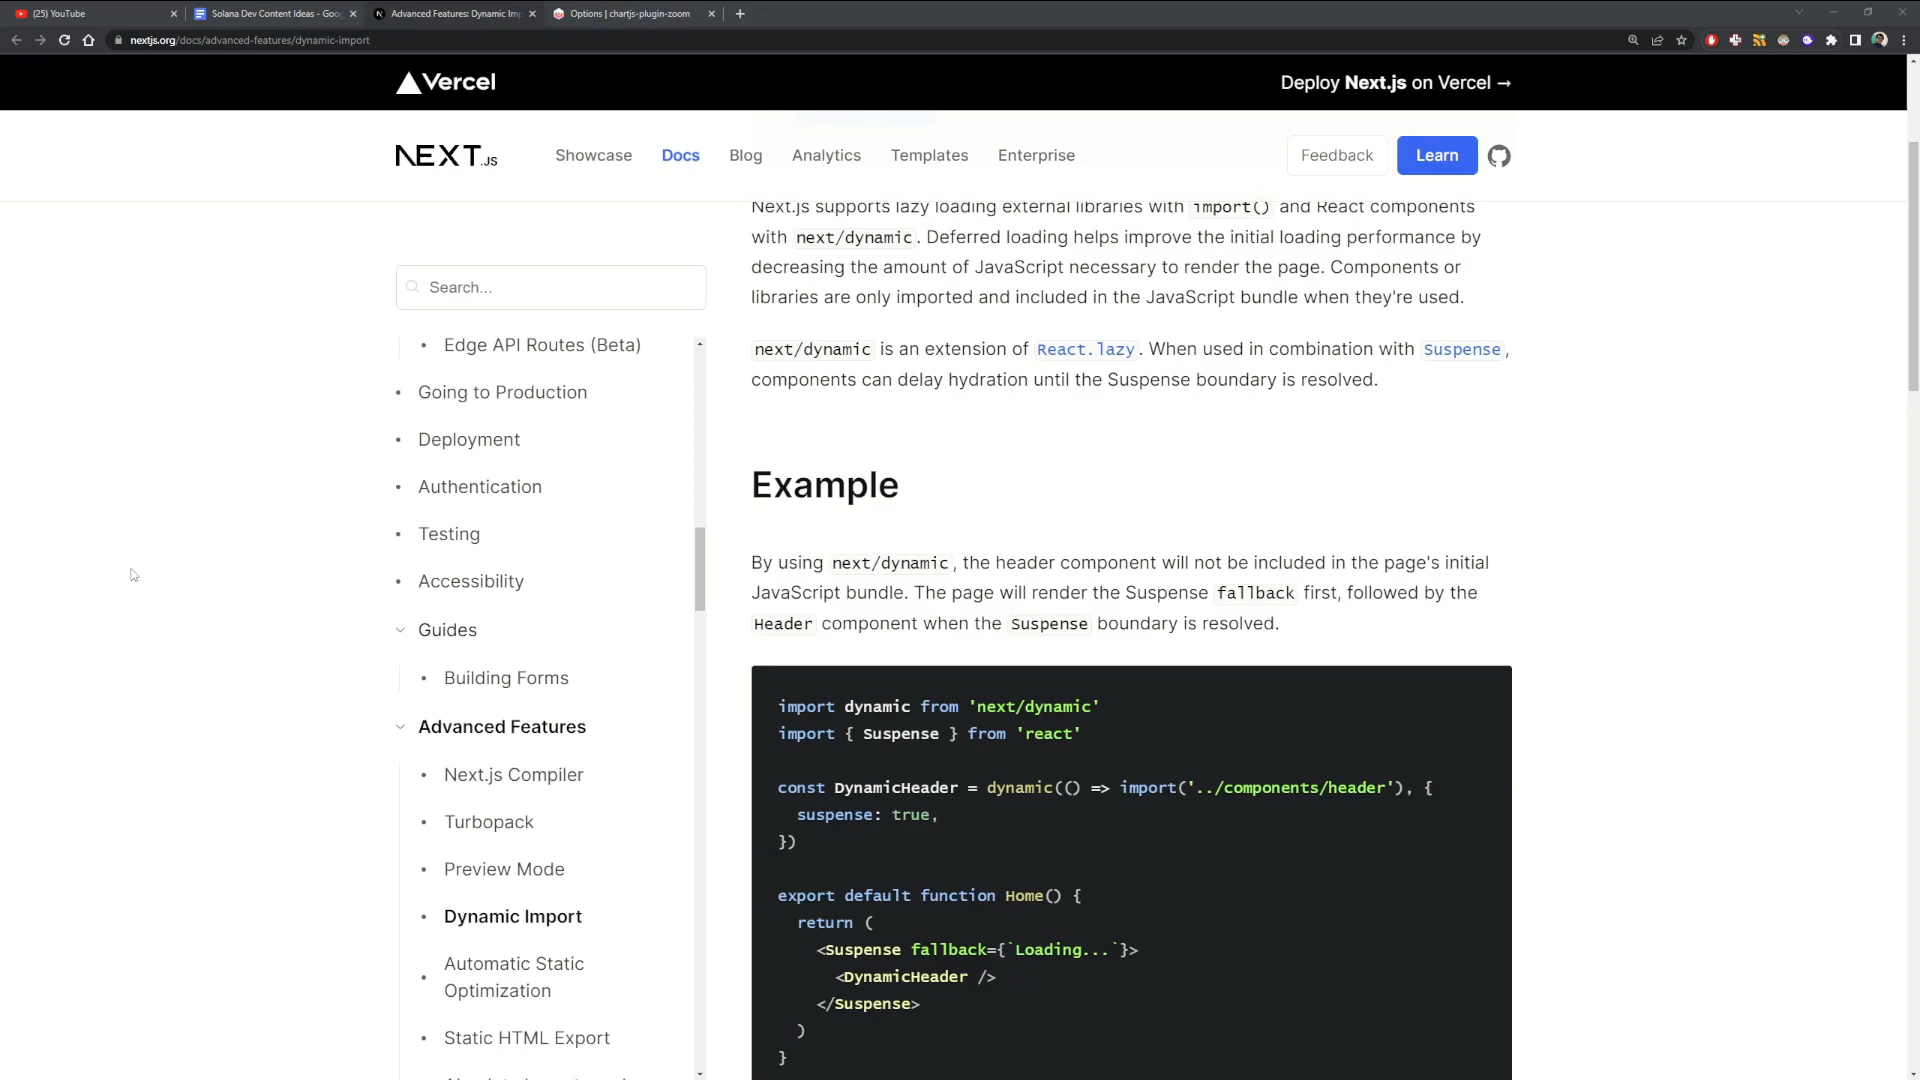 (25) YouTube
Solana Dev Content Ideas - Goog
Advanced Features: Dynamic Imp
Options | chartjs-plugin-zoom
nextjs.org/docs/advanced-features/dynamic-import
Vercel
Deploy Next.js on Vercel →
NEXT.JS
Showcase
Docs
Blog
Analytics
Templates
Enterprise
Feedback
Learn
Search...
Edge API Routes (Beta)
Going to Production
Deployment
Authentication
Testing
Accessibility
Guides
Building Forms
Advanced Features
Next.js Compiler
Turbopack
Preview Mode
Dynamic Import
Automatic Static
Optimization
Static HTML Export
Next.js supports lazy loading external libraries with import() and React components
with next/dynamic. Deferred loading helps improve the initial loading performance by
decreasing the amount of JavaScript necessary to render the page. Components or
libraries are only imported and included in the JavaScript bundle when they're used.
next/dynamic is an extension of React.lazy. When used in combination with Suspense,
components can delay hydration until the Suspense boundary is resolved.
Example
By using next/dynamic, the header component will not be included in the page's initial
JavaScript bundle. The page will render the Suspense fallback first, followed by the
Header component when the Suspense boundary is resolved.
import dynamic from 'next/dynamic'
import { Suspense } from 'react'
const DynamicHeader = dynamic(() => import('../components/header'), {
suspense: true,
})
export default function Home() {
return (
<Suspense fallback={`Loading...`}>
<DynamicHeader />
</Suspense>
)
}